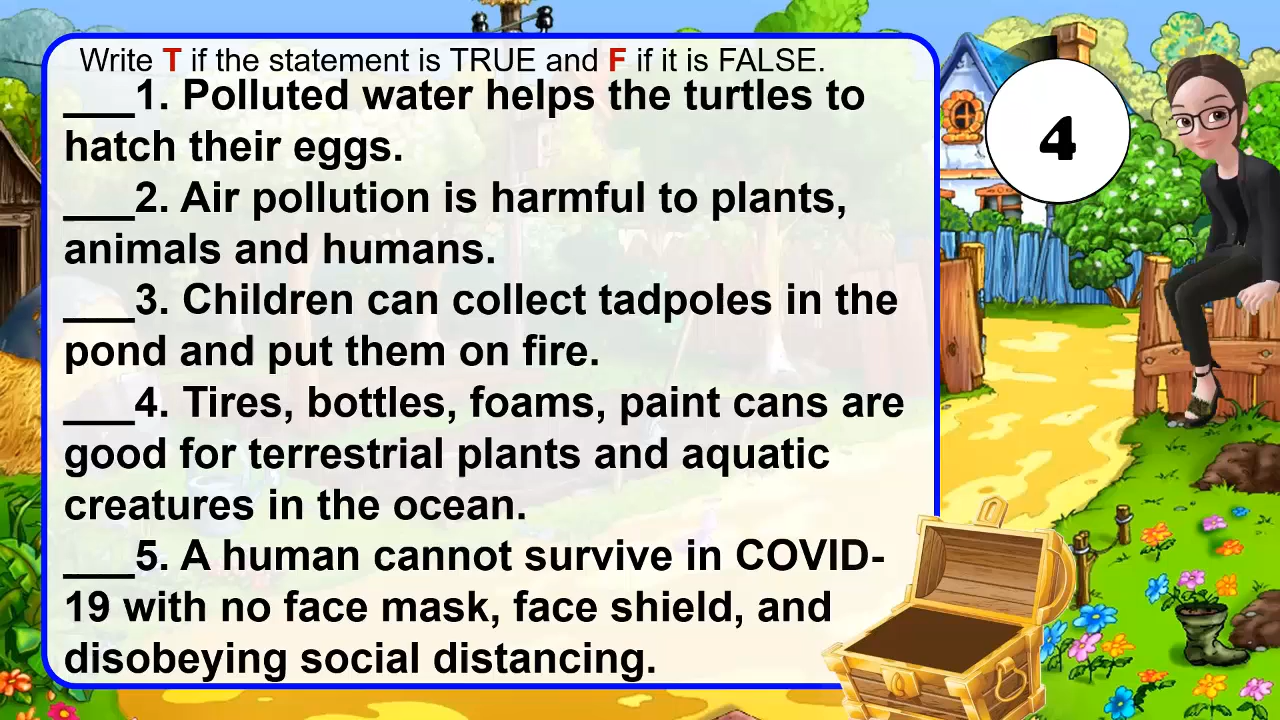 Write T if the statement is TRUE and F if it is FALSE.
___1. Polluted water helps the turtles to
hatch their eggs.
___2. Air pollution is harmful to plants,
animals and humans.
___3. Children can collect tadpoles in the
pond and put them on fire.
___4. Tires, bottles, foams, paint cans are
good for terrestrial plants and aquatic
creatures in the ocean.
___5. A human cannot survive in COVID-
19 with no face mask, face shield, and
disobeying social distancing.
4